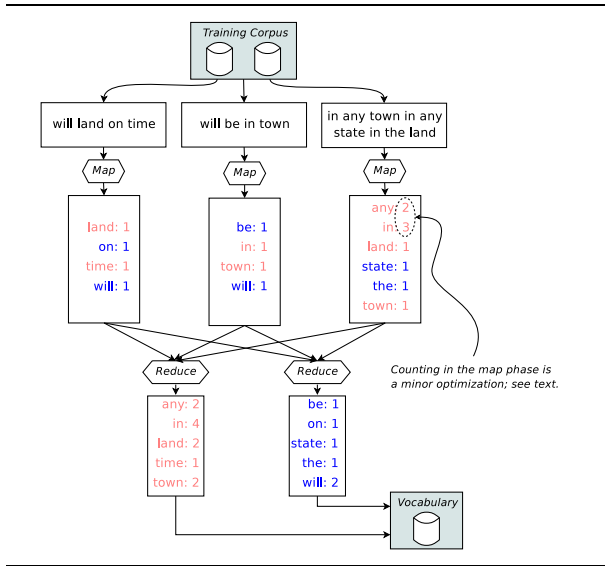 Training Corpus
will land on time
will be in town
in any town in any
state in the land
Map
Map
Map
land: 1
on: 1
time: 1
will: 1
be: 1
in: 1
town: 1
will: 1
any: 2
in: 3
land: 1
state: 1
the: 1
town: 1
Counting in the map phase is
a minor optimization; see text.
Reduce
Reduce
any: 2
in: 4
land: 2
time: 1
town: 2
be: 1
on: 1
state: 1
the: 1
will: 2
Vocabulary